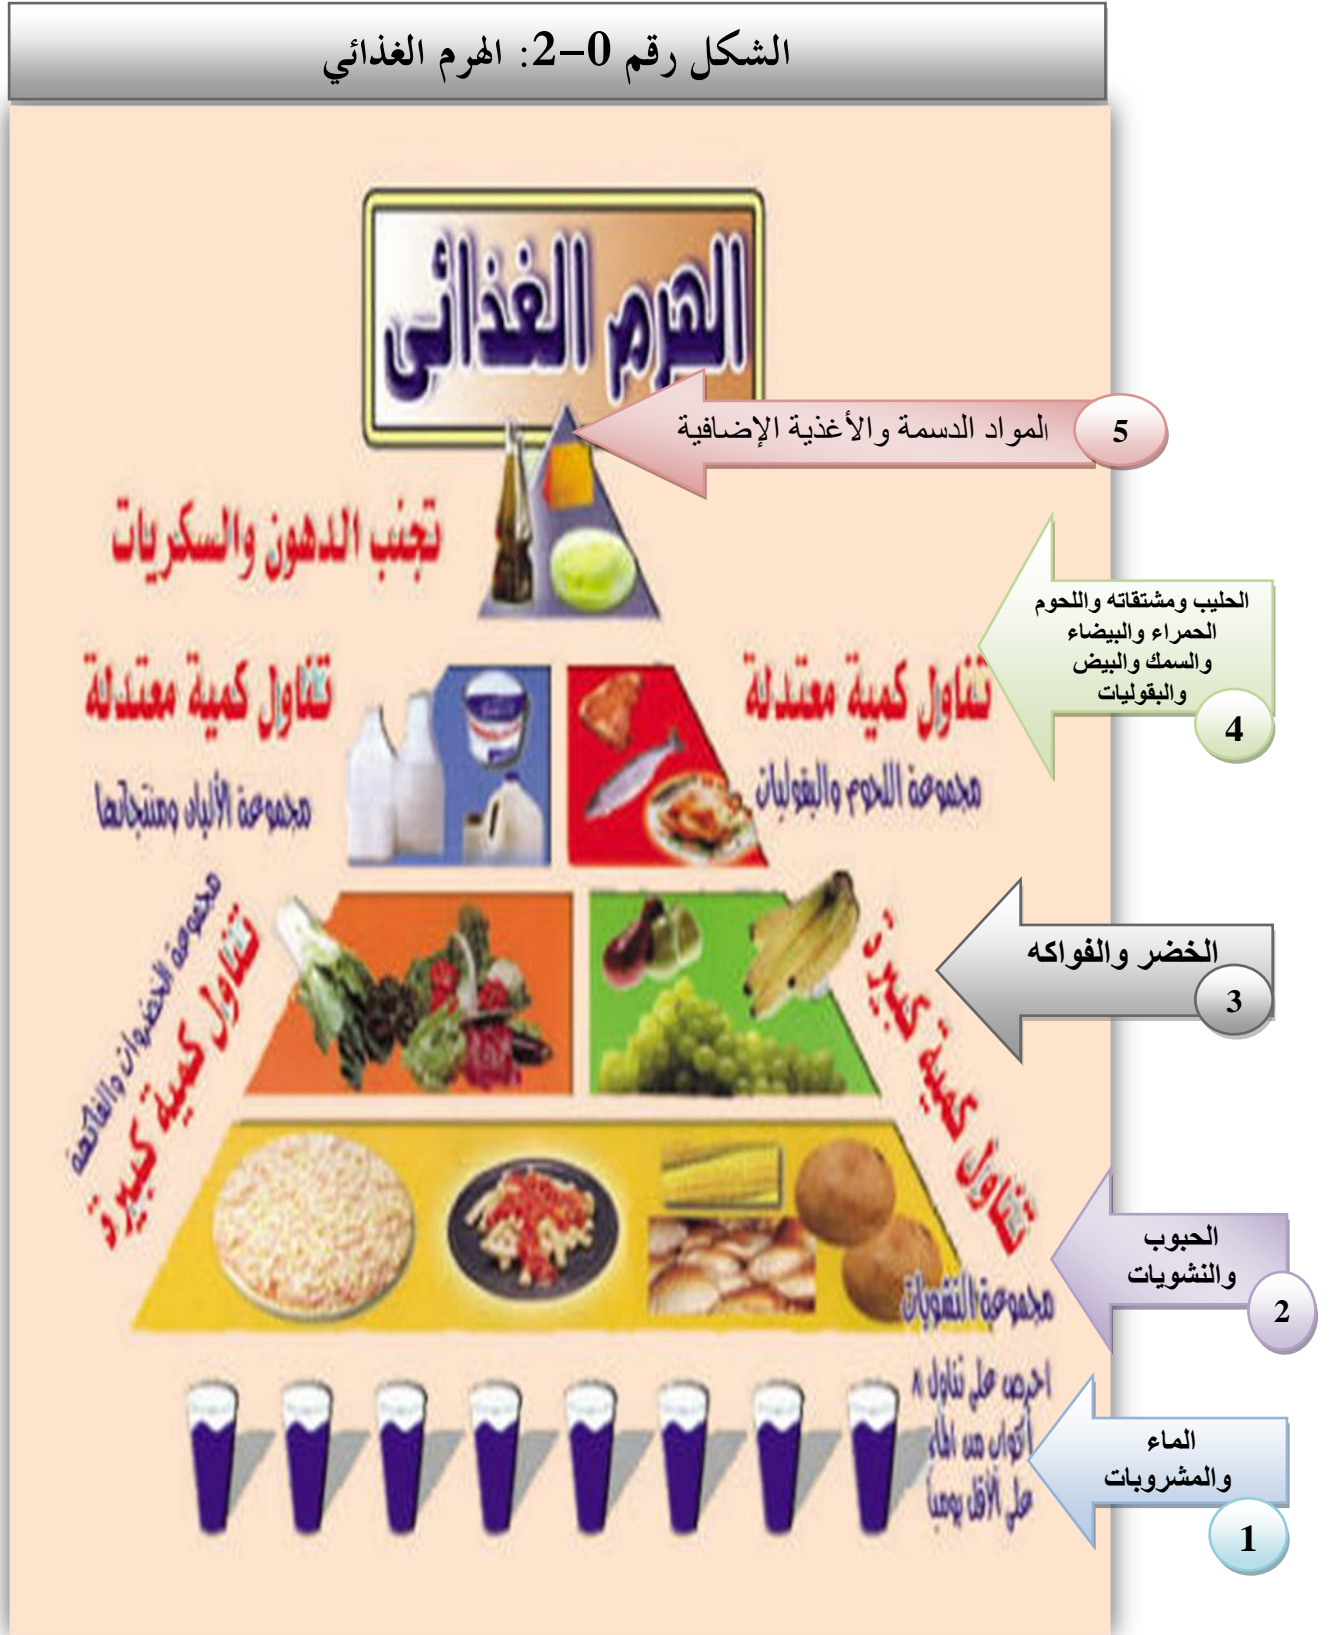 الشكل رقم 0-2: الهرم الغذائي
الهرم الغذائى
المواد الدسمة والأغذية الإضافية
5
تجنب الدهون والسكريات
الحليب ومشتقاته واللحوم
الحمراء والبيضاء
والسمك والبيض
والبقوليات
4
تناول كمية معتدلة
مجموعة اللحوم والبقوليات
تناول كمية معتدلة
مجموعة الألبان ومنتجاتها
الخضر والفواكه
3
تناول كمية كبيرة
مجموعة الخضروات والفاكهة
تناول كمية كبيرة
الحبوب
والنشويات
2
مجموعة النشويات
احرص على تناول ٨
أكواب من الماء
على الأقل يومياً
الماء
والمشروبات
1